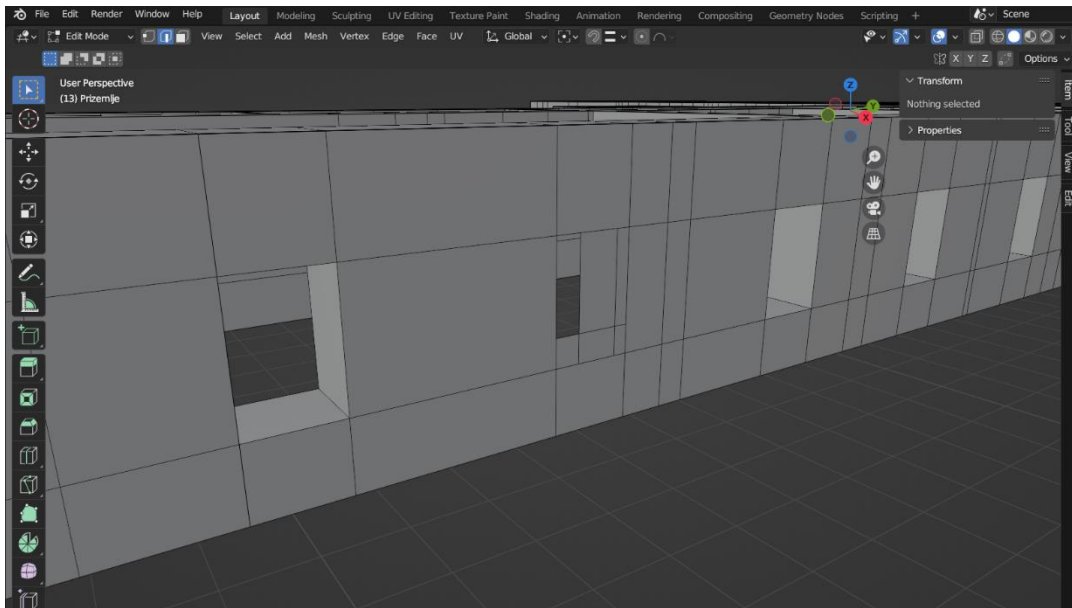 File Edit Render Window Help Layout Modeling Sculpting UV Editing Texture Paint Shading Animation Rendering Compositing Geometry Nodes Scripting + Scene
Edit Mode View Select Add Mesh Vertex Edge Face UV Global
X Y Z Options
User Perspective
(13) Prizemlje
Transform
Nothing selected
Properties
Item
Tool
View
Edit
Z
Y
X